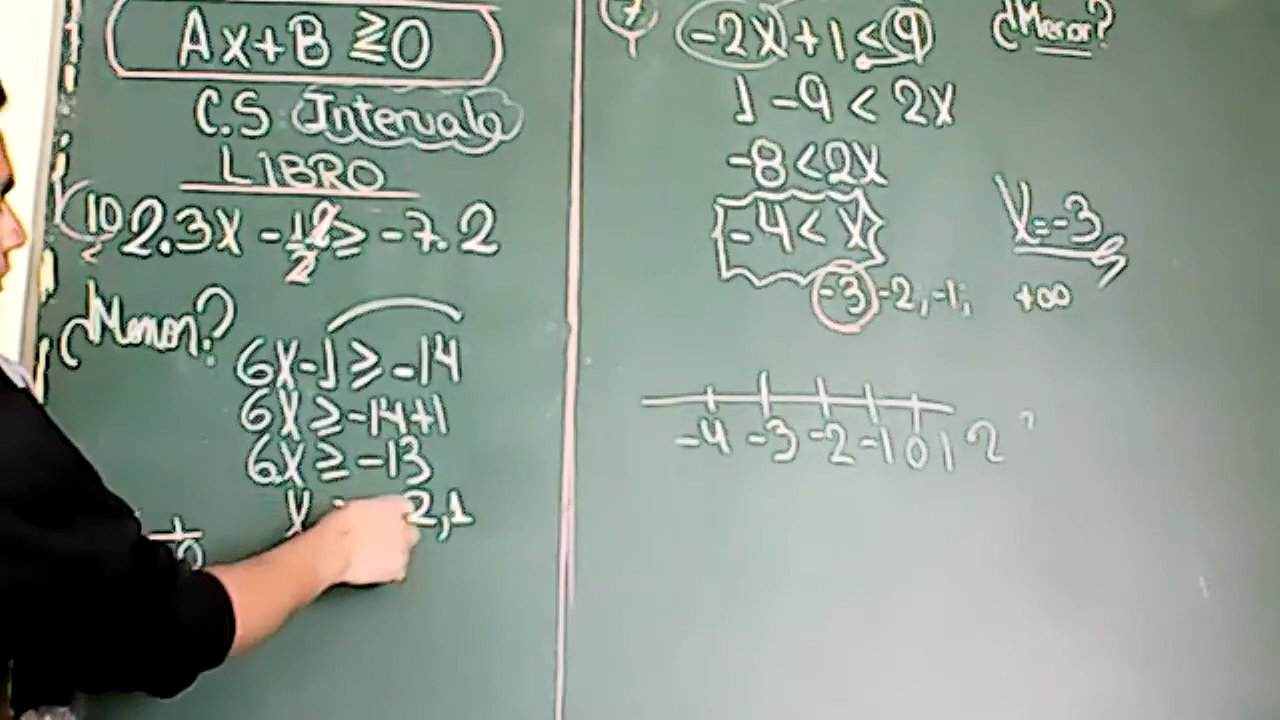 Ax+B ≧ 0
C.S Intervalo
LIBRO
10 2.3x - 1/2 ≥ -7.2
¿Menor?
6x-1 ≥ -14
6x ≥ -14+1
6x ≥ -13
x 2,1
7 -2x+1 < 9 ¿Menor?
1 -9 < 2x
-8 < 2x
-4 < x
x=-3
-3 -2, -1; +∞
-4 -3 -2 -1 0 1 2